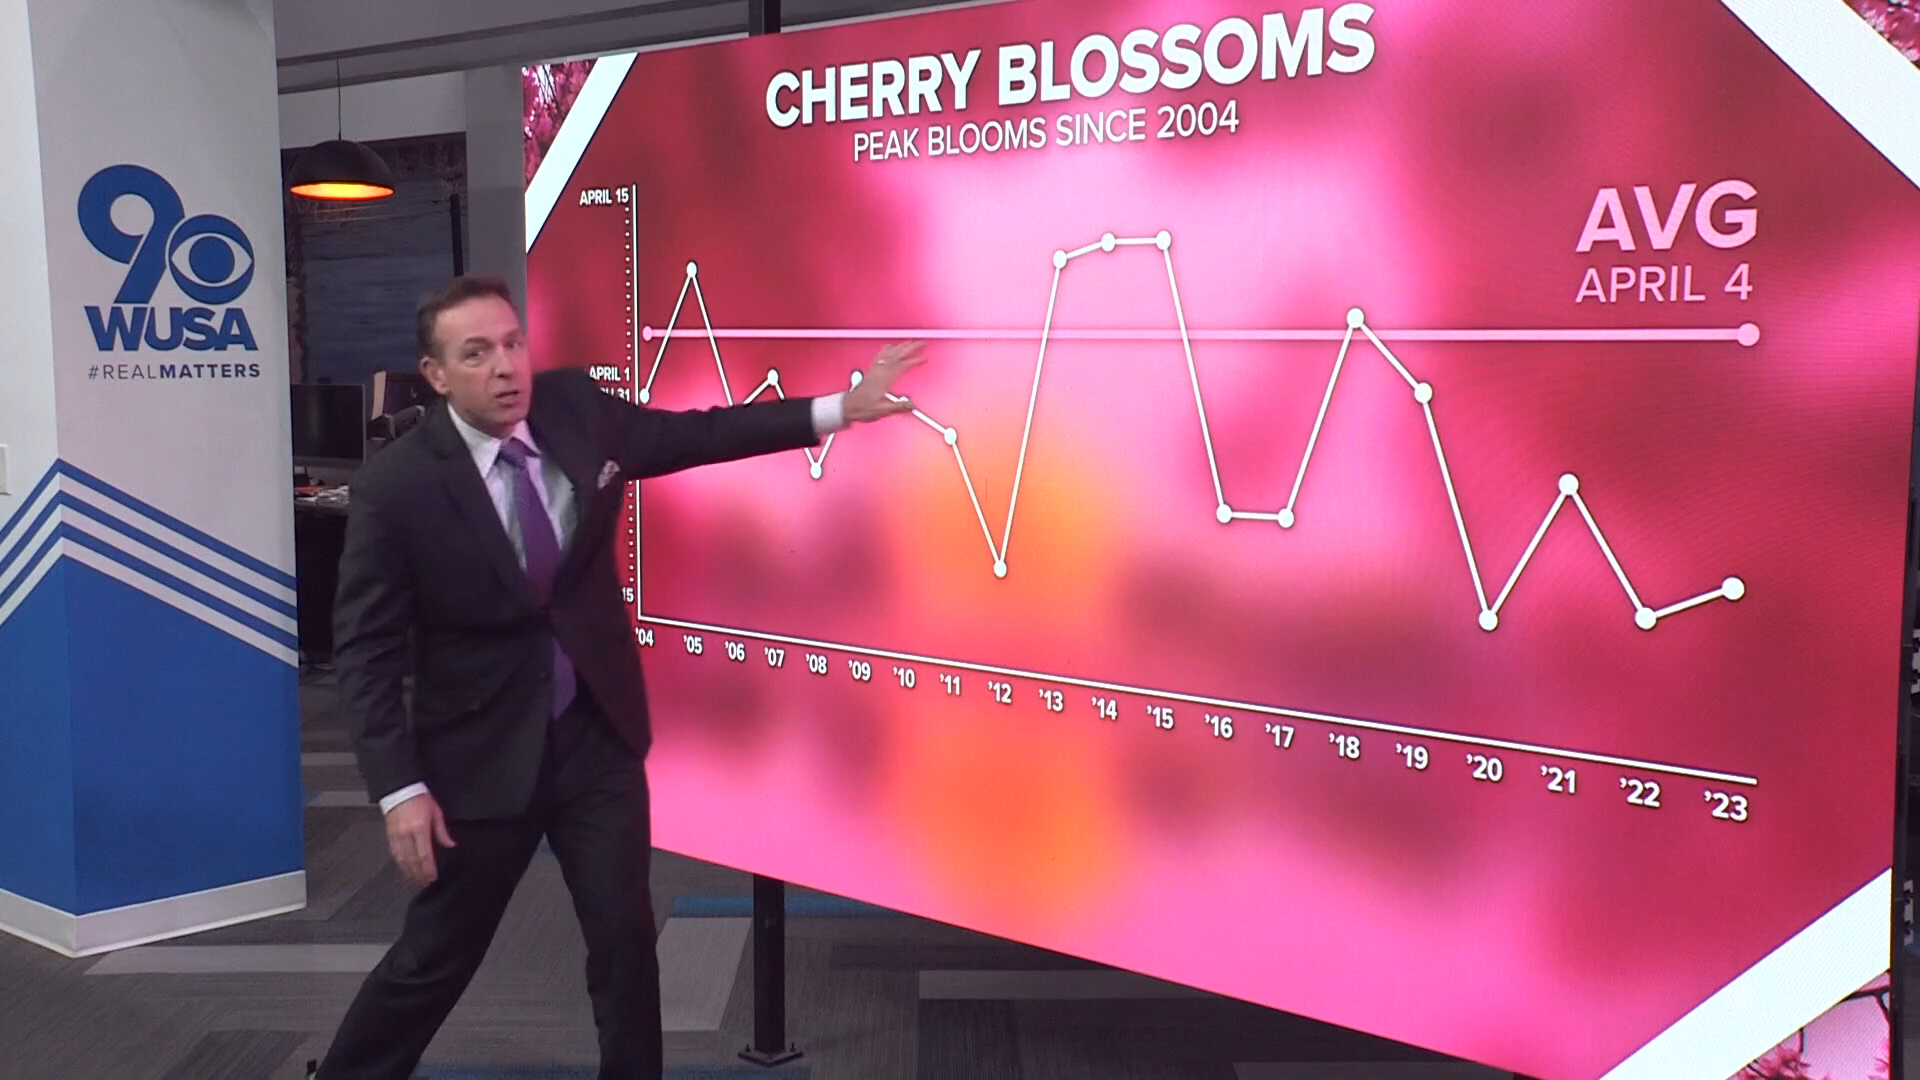 CHERRY BLOSSOMS
PEAK BLOOMS SINCE 2004
APRIL 15
AVG
APRIL 4
9
WUSA
#REALMATTERS
APRIL 1
31
15
'04 '05 '06 '07 '08 '09 '10 '11 '12 '13 '14 '15 '16 '17 '18 '19 '20 '21 '22 '23